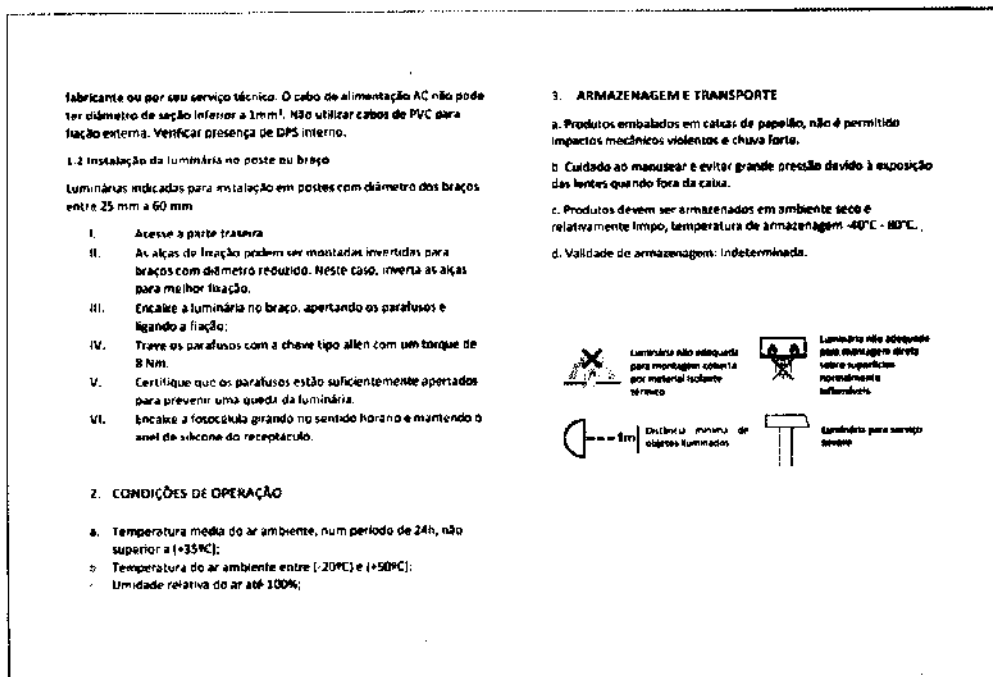 fabricante ou por seu serviço técnico. O cabo de alimentação AC não pode
ter diâmetro de seção inferior a 1mm². Não utilizar cabos de PVC para
fiação externa. Verificar presença de DPS interno.
1.2 Instalação da luminária no poste ou braço
Luminárias indicadas para instalação em postes com diâmetro dos braços
entre 25 mm a 60 mm
I. Acesse a parte traseira
II. As alças de fixação podem ser montadas invertidas para
braços com diâmetro reduzido. Neste caso, inverta as alças
para melhor fixação.
III. Encaixe a luminária no braço, apertando os parafusos e
ligando a fiação;
IV. Trave os parafusos com a chave tipo allen com um torque de
8 Nm.
V. Certifique que os parafusos estão suficientemente apertados
para prevenir uma queda da luminária.
VI. Encaixe a fotocélula girando no sentido horário e mantendo o
anel de silicone do receptáculo.
2. CONDIÇÕES DE OPERAÇÃO
a. Temperatura média do ar ambiente, num período de 24h, não
superior a (+35ºC);
b Temperatura do ar ambiente entre (-20ºC) e (+50ºC);
Umidade relativa do ar até 100%;
3. ARMAZENAGEM E TRANSPORTE
a. Produtos embalados em caixas de papelão, não é permitido
impactos mecânicos violentos e chuva forte.
b Cuidado ao manusear e evitar grande pressão devido à exposição
das lentes quando fora da caixa.
c. Produtos devem ser armazenados em ambiente seco e
relativamente limpo, temperatura de armazenagem -40°C - 80°C.
d. Validade de armazenagem: Indeterminada.
Luminária não adequada
para montagem coberta
por material isolante
térmico
Luminária não adequada
para montagem direta
sobre superfícies
normalmente
inflamáveis
1m
Distância mínima de
objetos iluminados
Luminária para serviço
severo